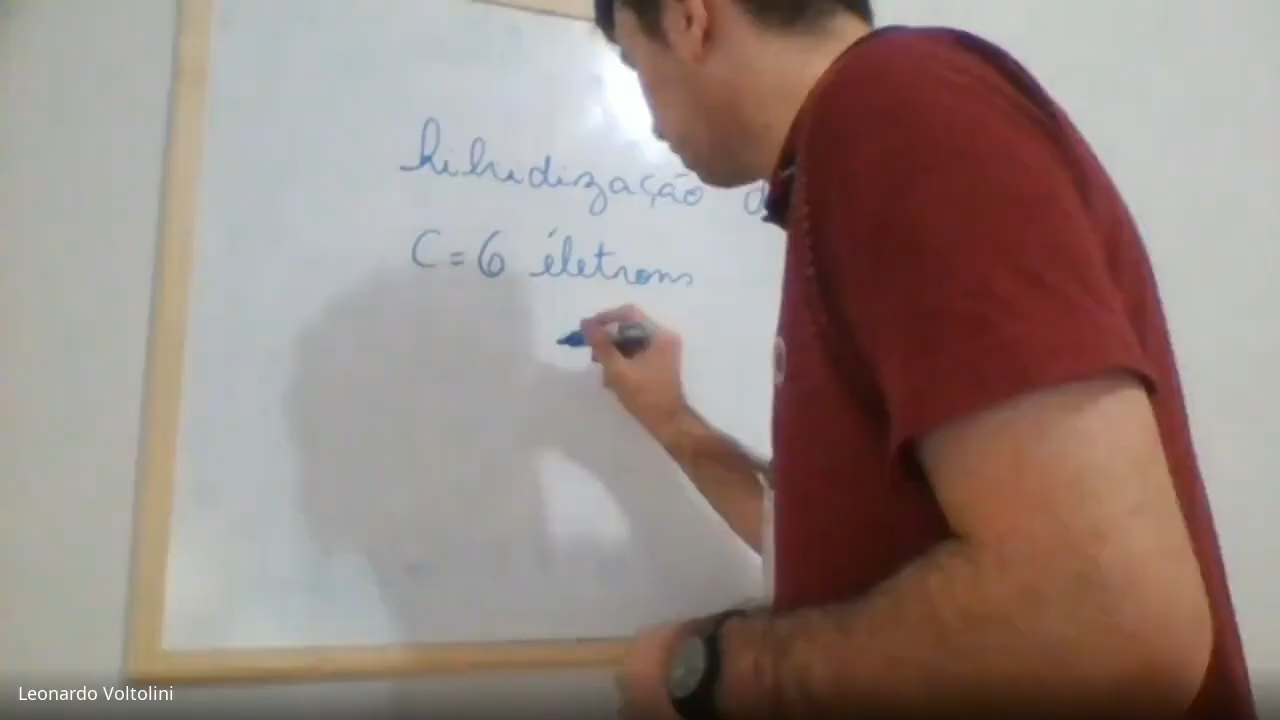 hibridização d
C = 6 életrons
Leonardo Voltolini